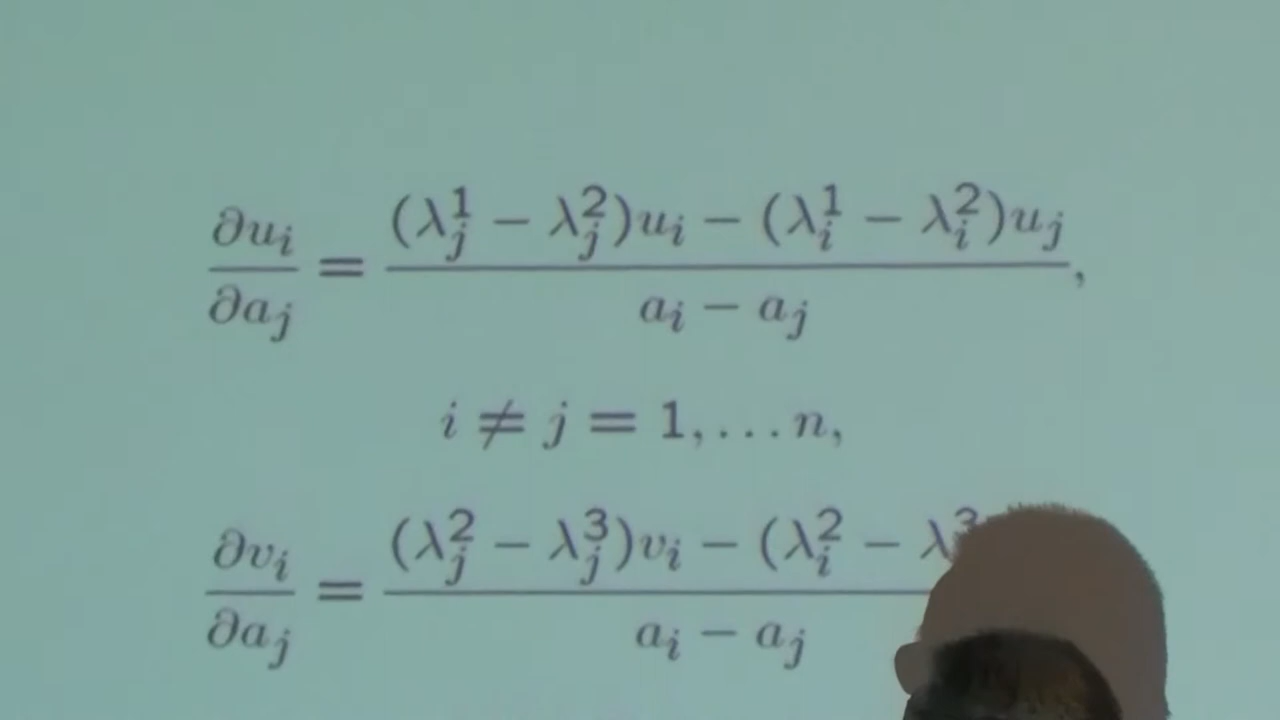 ∂u_i/∂a_j = ((λ_j^1 − λ_j^2)u_i − (λ_i^1 − λ_i^2)u_j)/(a_i − a_j),
i ≠ j = 1, . . . n,
∂v_i/∂a_j = ((λ_j^2 − λ_j^3)v_i − (λ_i^2 − λ^3)/(a_i − a_j)